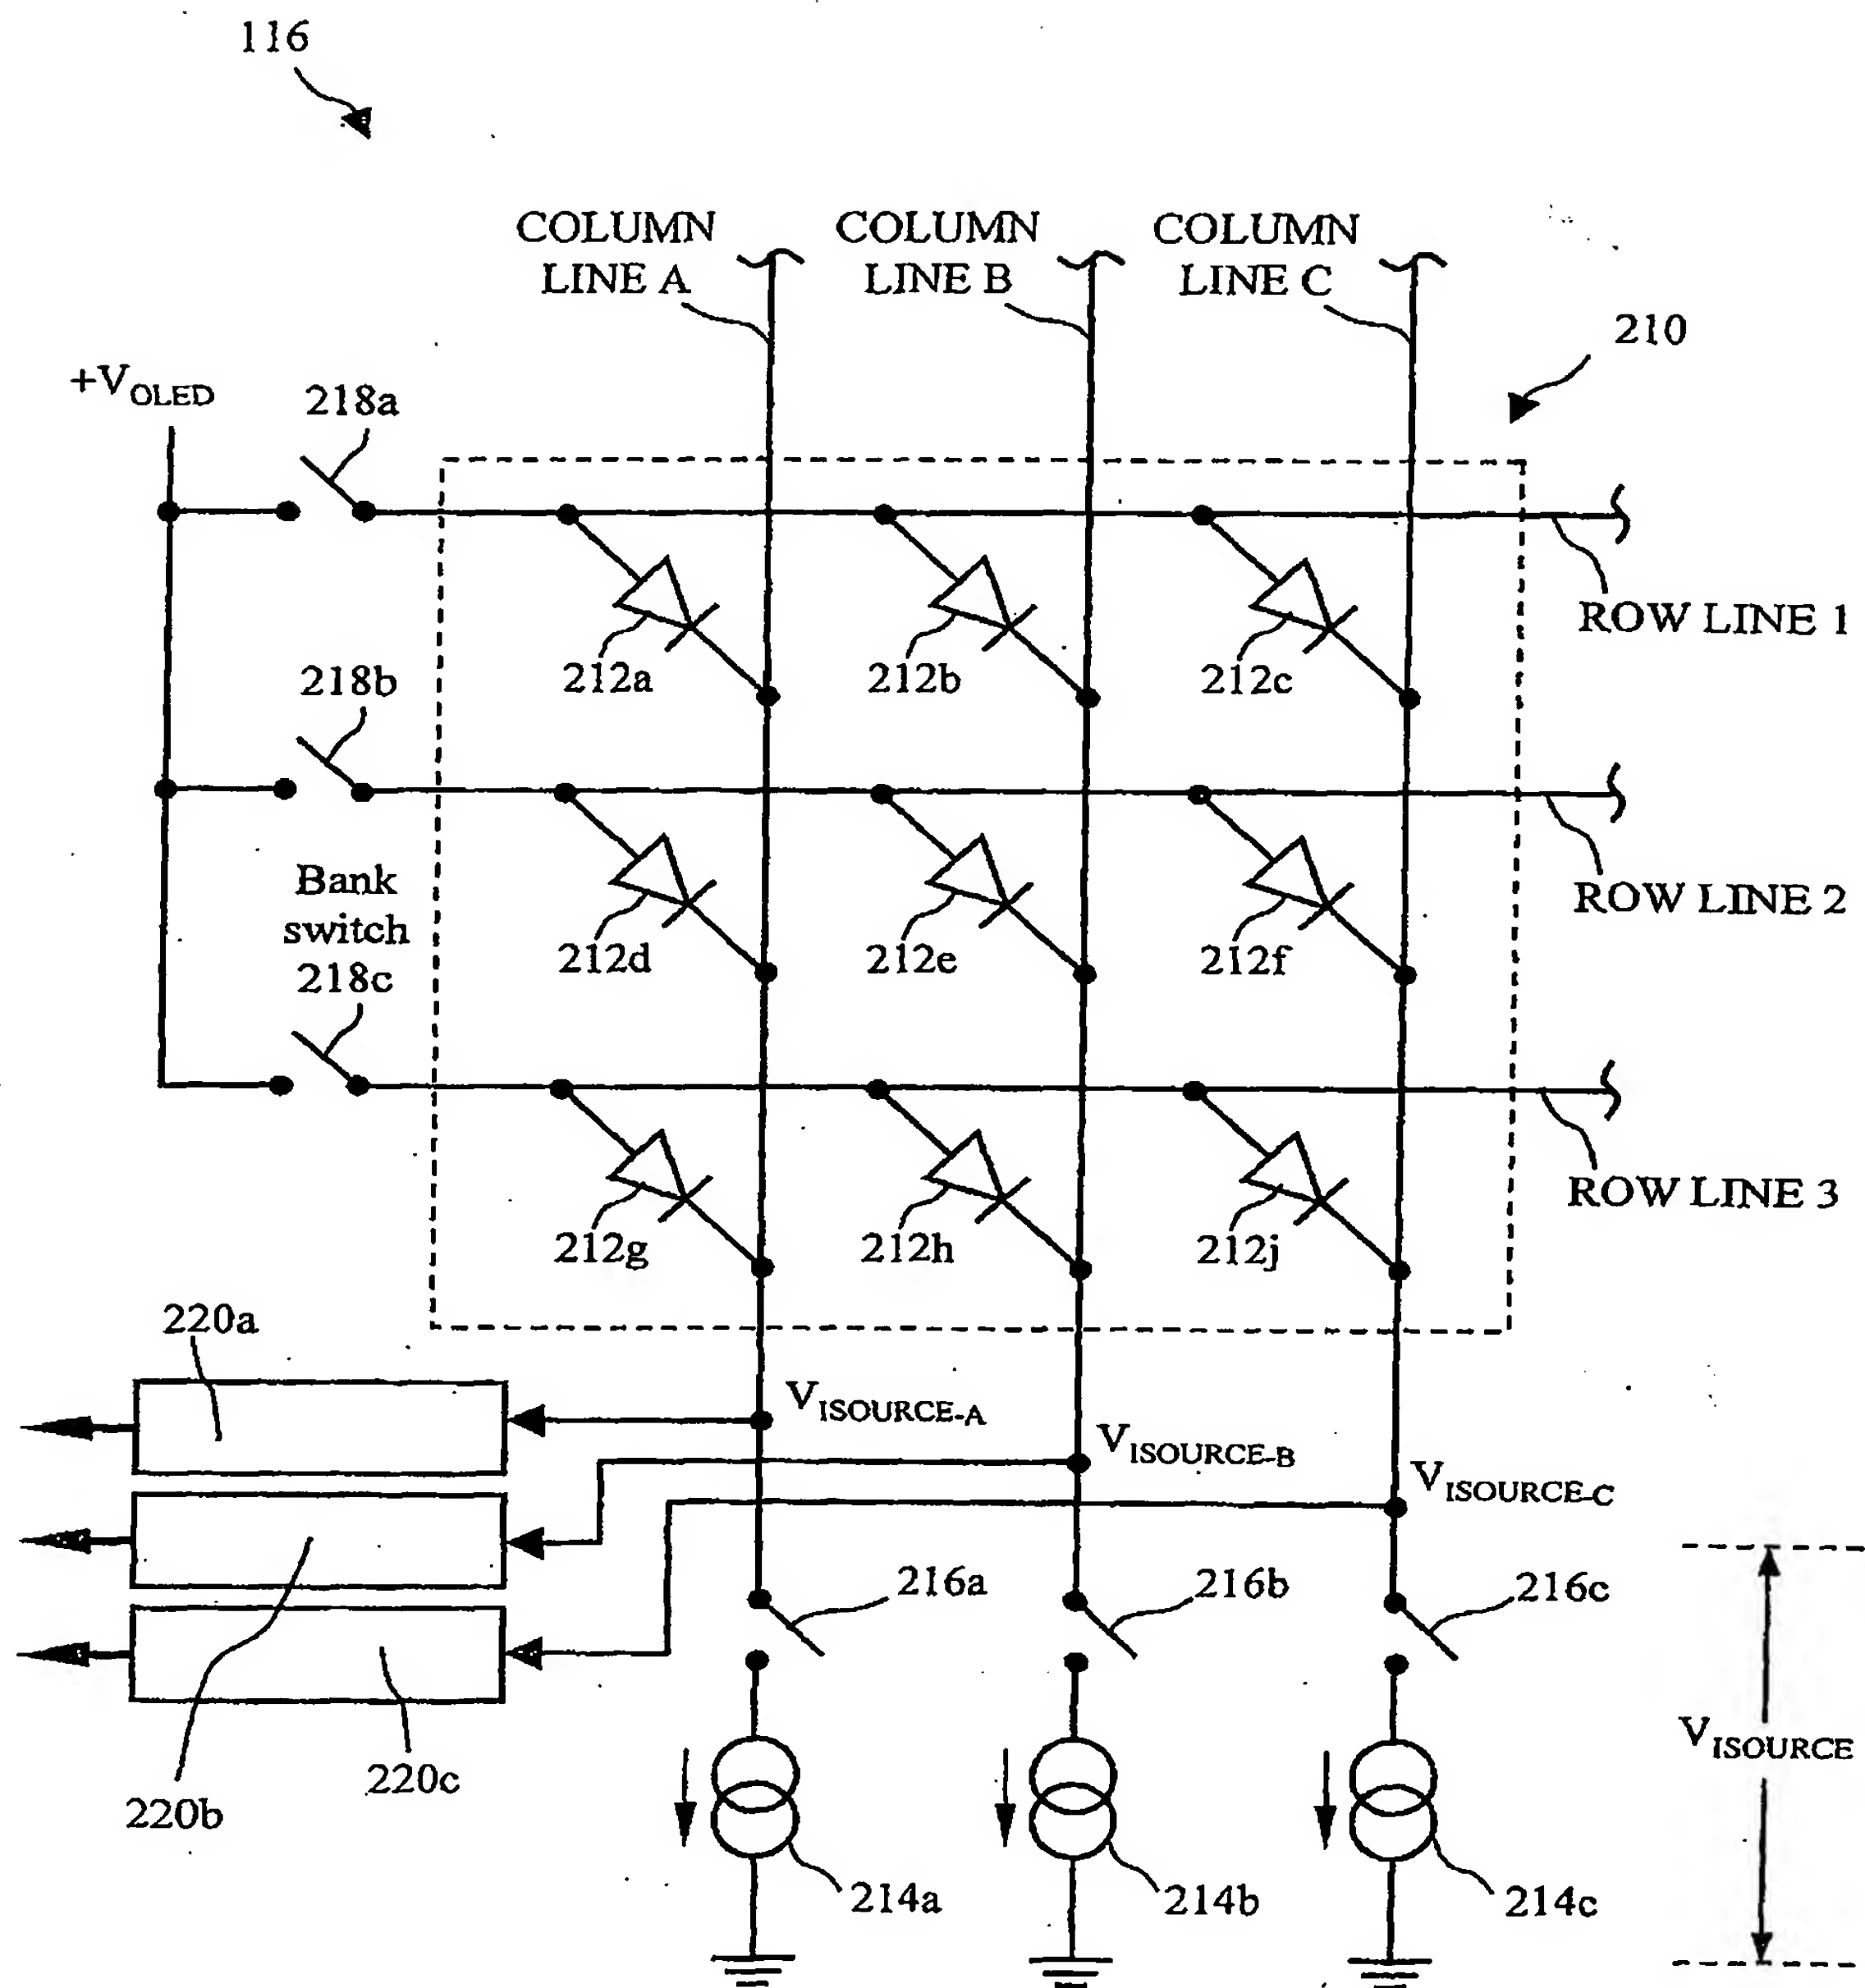 116
COLUMN LINE A
COLUMN LINE B
COLUMN LINE C
210
+VOLED
218a
ROW LINE 1
212a
212b
212c
218b
ROW LINE 2
Bank
switch
218c
212d
212e
212f
ROW LINE 3
212g
212h
212j
220a
VISOURCE-A
VISOURCE-B
VISOURCE-C
216a
216b
216c
VISOURCE
220c
220b
214a
214b
214c